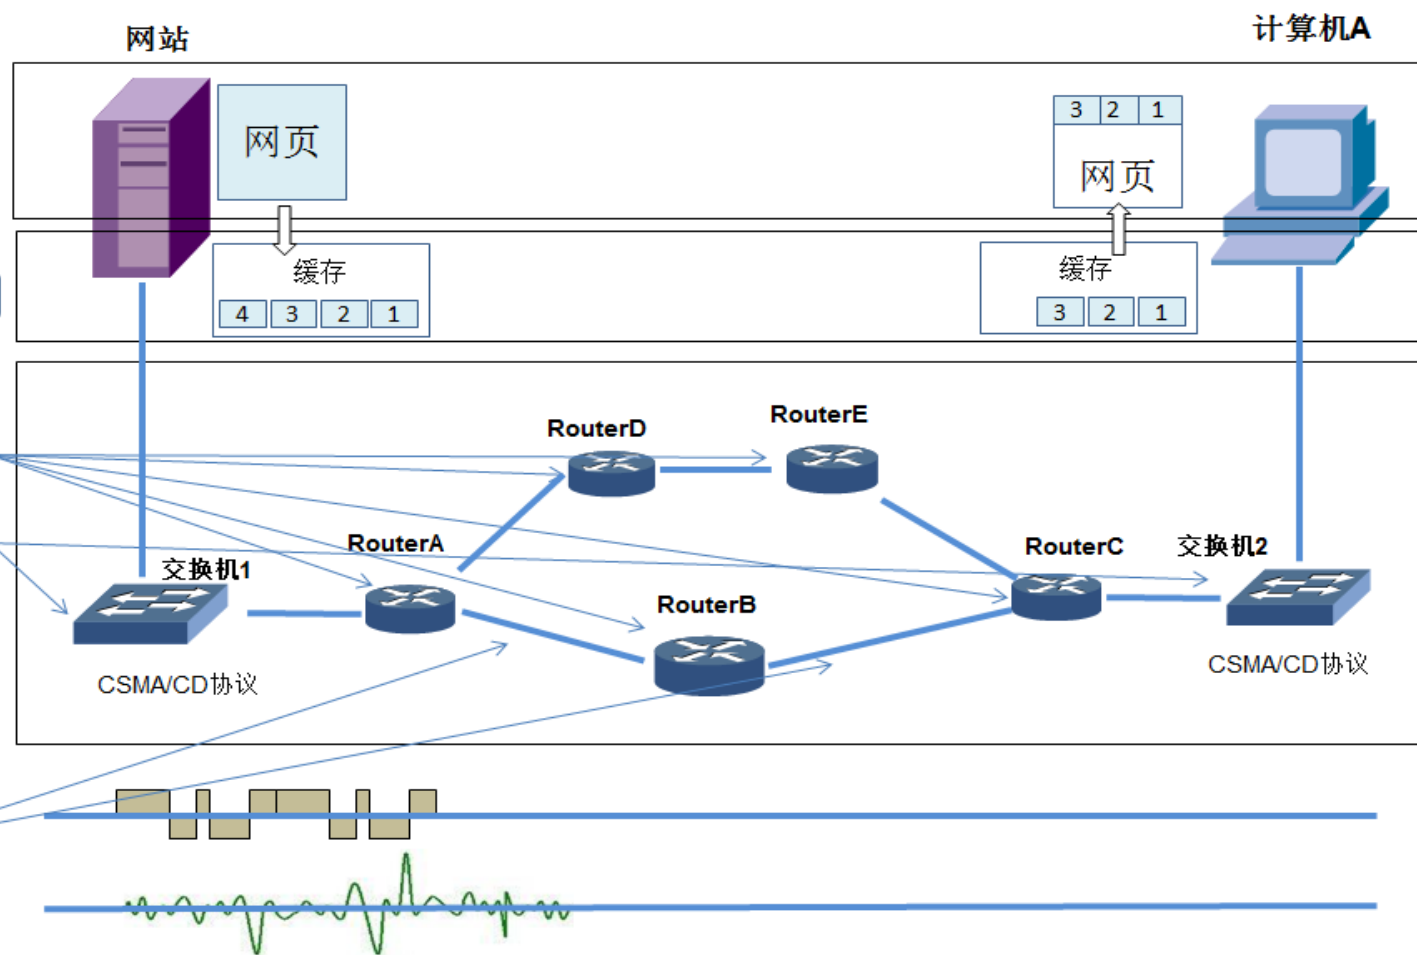 网站
计算机A
网页
3 2 1
网页
缓存
4 3 2 1
缓存
3 2 1
RouterD
RouterE
RouterA
RouterC
交换机2
交换机1
RouterB
CSMA/CD协议
CSMA/CD协议